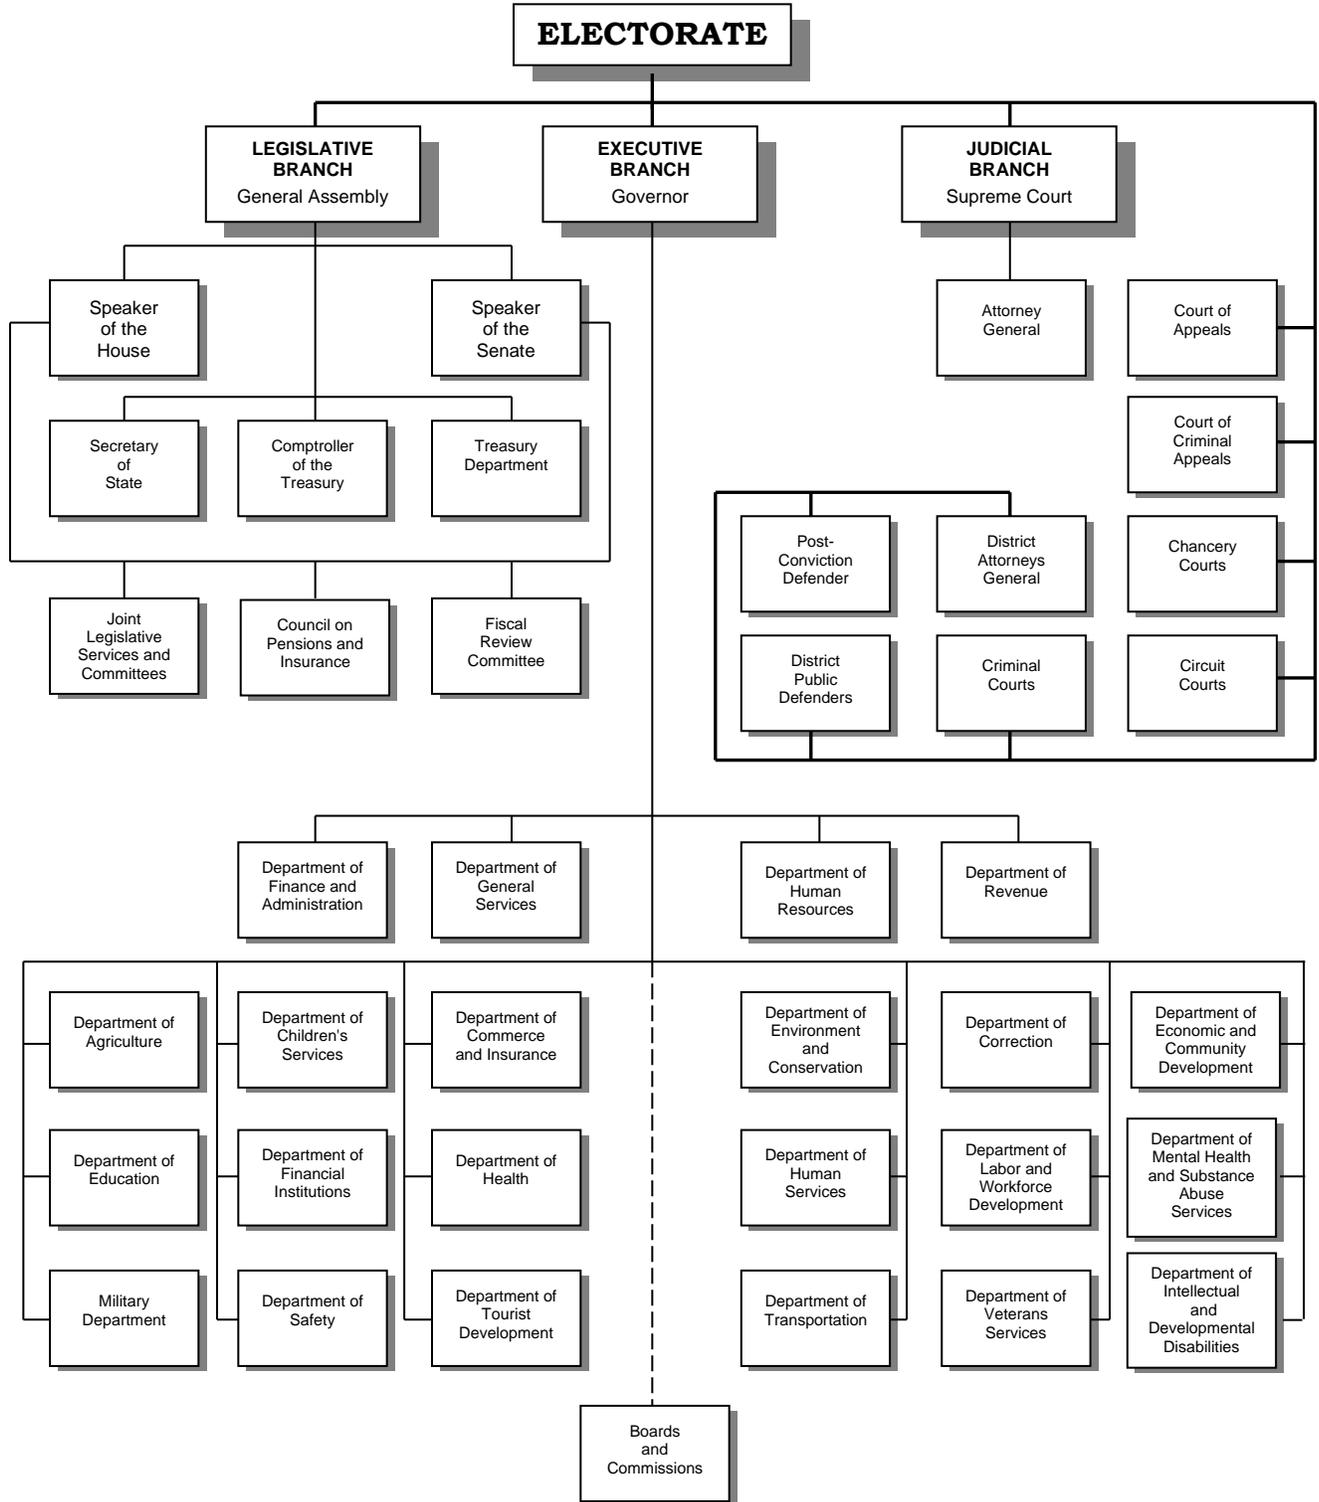 ELECTORATE
LEGISLATIVE
BRANCH
General Assembly
EXECUTIVE
BRANCH
Governor
JUDICIAL
BRANCH
Supreme Court
Speaker
of the
House
Speaker
of the
Senate
Attorney
General
Court of
Appeals
Secretary
of
State
Comptroller
of the
Treasury
Treasury
Department
Court of
Criminal
Appeals
Post-
Conviction
Defender
District
Attorneys
General
Chancery
Courts
Joint
Legislative
Services and
Committees
Council on
Pensions and
Insurance
Fiscal
Review
Committee
District
Public
Defenders
Criminal
Courts
Circuit
Courts
Department of
Finance and
Administration
Department of
General
Services
Department of
Human
Resources
Department of
Revenue
Department of
Agriculture
Department of
Children's
Services
Department of
Commerce
and Insurance
Department of
Environment
and
Conservation
Department of
Correction
Department of
Economic and
Community
Development
Department of
Education
Department of
Financial
Institutions
Department of
Health
Department of
Human
Services
Department of
Labor and
Workforce
Development
Department of
Mental Health
and Substance
Abuse
Services
Military
Department
Department of
Safety
Department of
Tourist
Development
Department of
Transportation
Department of
Veterans
Services
Department of
Intellectual
and
Developmental
Disabilities
Boards
and
Commissions